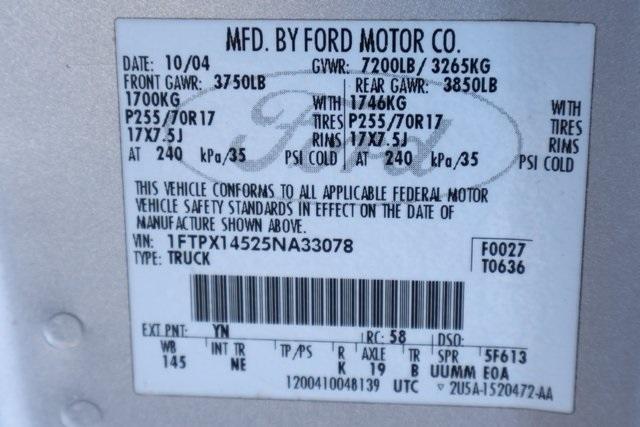 MFD. BY FORD MOTOR CO.
DATE: 10/04 GVWR: 7200LB / 3265KG
FRONT GAWR: 3750LB REAR GAWR: 3850LB
1700KG WITH 1746KG WITH
P255/70R17 TIRES P255/70R17 TIRES
17X7.5J RIMS 17X7.5J RIMS
AT 240 kPa/35 PSI COLD AT 240 kPa/35 PSI COLD
Ford
THIS VEHICLE CONFORMS TO ALL APPLICABLE FEDERAL MOTOR
VEHICLE SAFETY STANDARDS IN EFFECT ON THE DATE OF
MANUFACTURE SHOWN ABOVE.
VIN: 1FTPX14525NA33078 F0027
TYPE: TRUCK T0636
EXT PNT: YN RC: 58 DSO:
WB INT TR TP/PS R AXLE TR SPR 5F613
145 NE K 19 B UUMM EOA
1200410048139 UTC 2U5A-1520472-AA